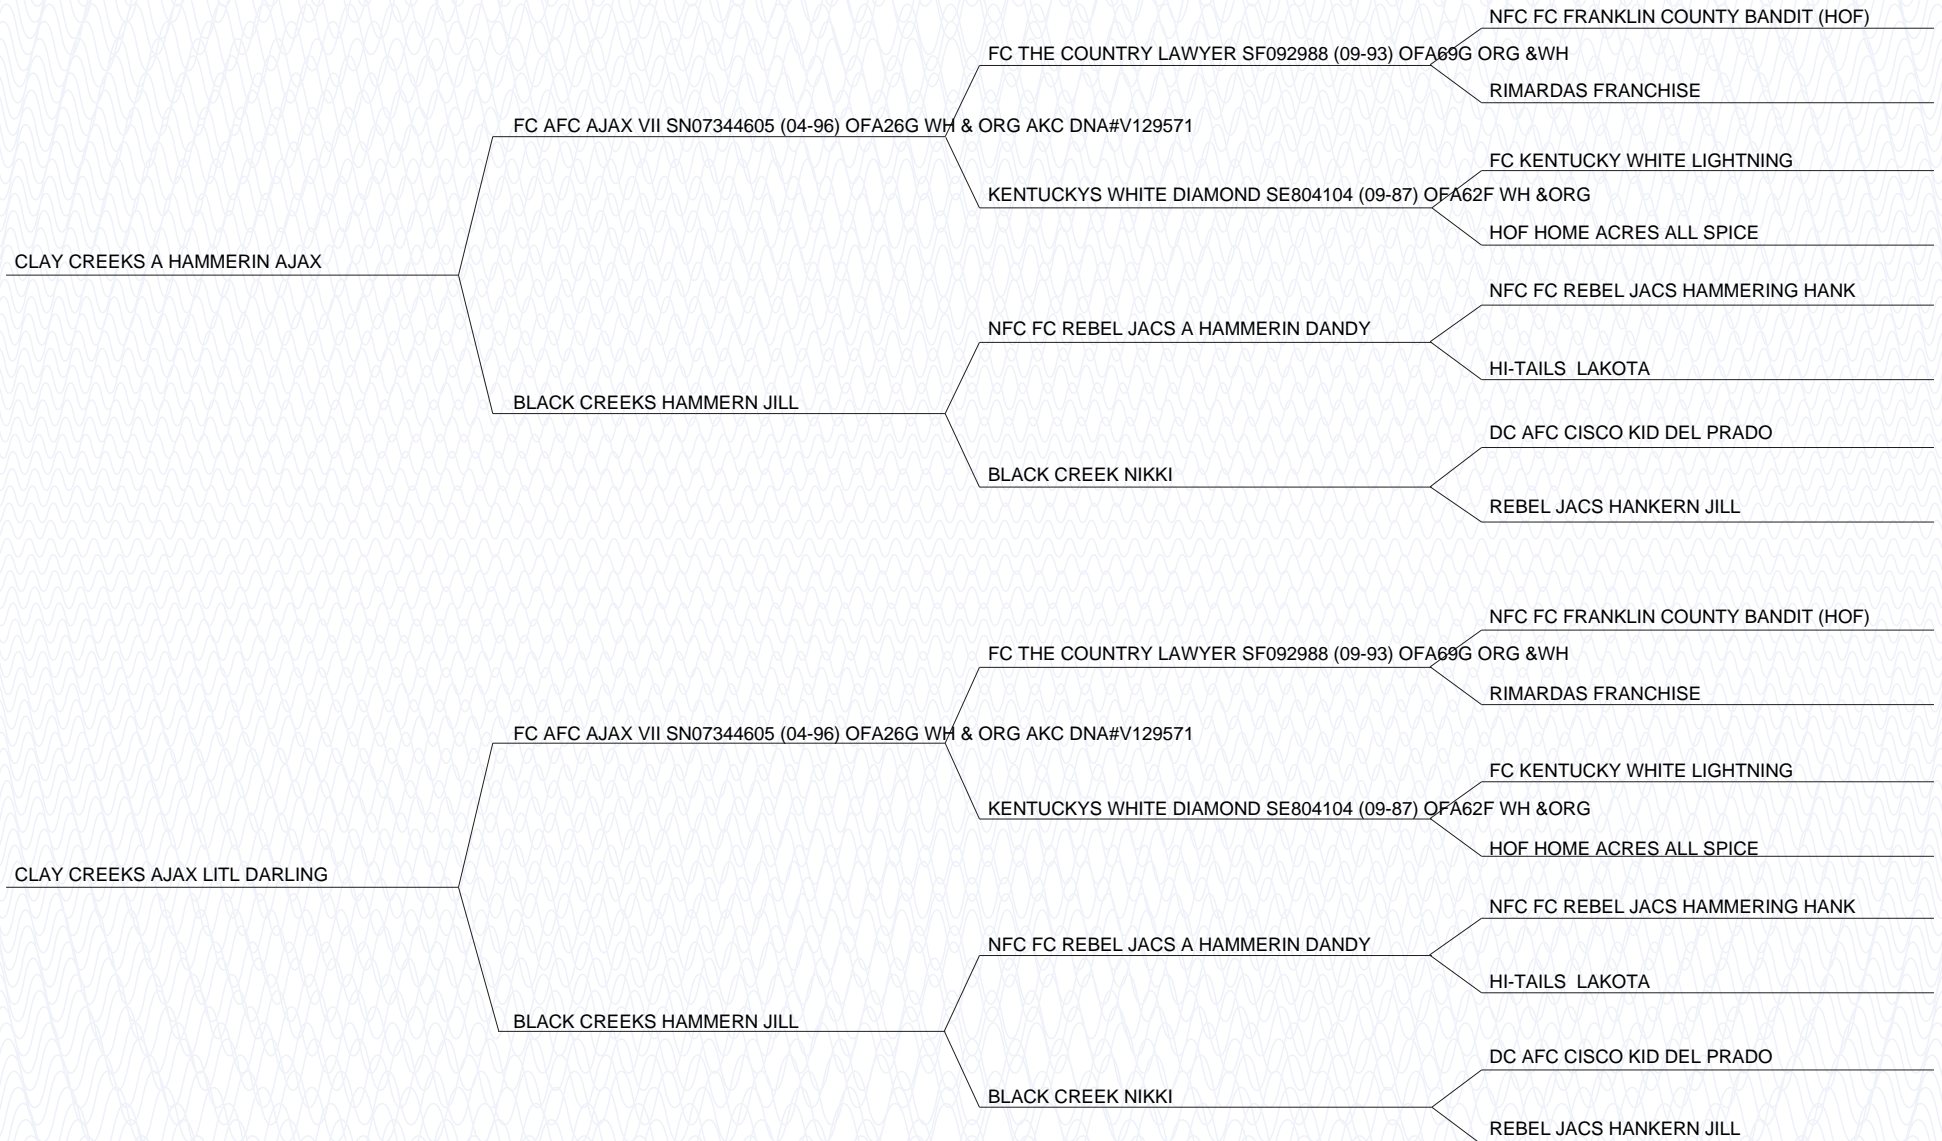 NFC FC FRANKLIN COUNTY BANDIT (HOF)
FC THE COUNTRY LAWYER SF092988 (09-93) OFA69G ORG &WH
RIMARDAS FRANCHISE
FC AFC AJAX VII SN07344605 (04-96) OFA26G WH & ORG AKC DNA#V129571
FC KENTUCKY WHITE LIGHTNING
KENTUCKYS WHITE DIAMOND SE804104 (09-87) OFA62F WH &ORG
HOF HOME ACRES ALL SPICE
CLAY CREEKS A HAMMERIN AJAX
NFC FC REBEL JACS HAMMERING HANK
NFC FC REBEL JACS A HAMMERIN DANDY
HI-TAILS  LAKOTA
BLACK CREEKS HAMMERN JILL
DC AFC CISCO KID DEL PRADO
BLACK CREEK NIKKI
REBEL JACS HANKERN JILL
NFC FC FRANKLIN COUNTY BANDIT (HOF)
FC THE COUNTRY LAWYER SF092988 (09-93) OFA69G ORG &WH
RIMARDAS FRANCHISE
FC AFC AJAX VII SN07344605 (04-96) OFA26G WH & ORG AKC DNA#V129571
FC KENTUCKY WHITE LIGHTNING
KENTUCKYS WHITE DIAMOND SE804104 (09-87) OFA62F WH &ORG
HOF HOME ACRES ALL SPICE
CLAY CREEKS AJAX LITL DARLING
NFC FC REBEL JACS HAMMERING HANK
NFC FC REBEL JACS A HAMMERIN DANDY
HI-TAILS  LAKOTA
BLACK CREEKS HAMMERN JILL
DC AFC CISCO KID DEL PRADO
BLACK CREEK NIKKI
REBEL JACS HANKERN JILL